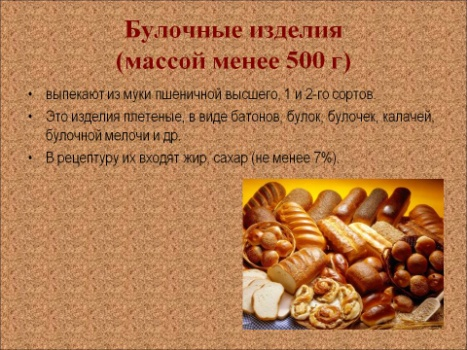 Булочные изделия
(массой менее 500 г)
• выпекают из муки пшеничной высшего, 1 и 2-го сортов.
• Это изделия плетеные, в виде батонов, булок, булочек, калачей,
булочной мелочи и др.
• В рецептуру их входят жир, сахар (не менее 7%).